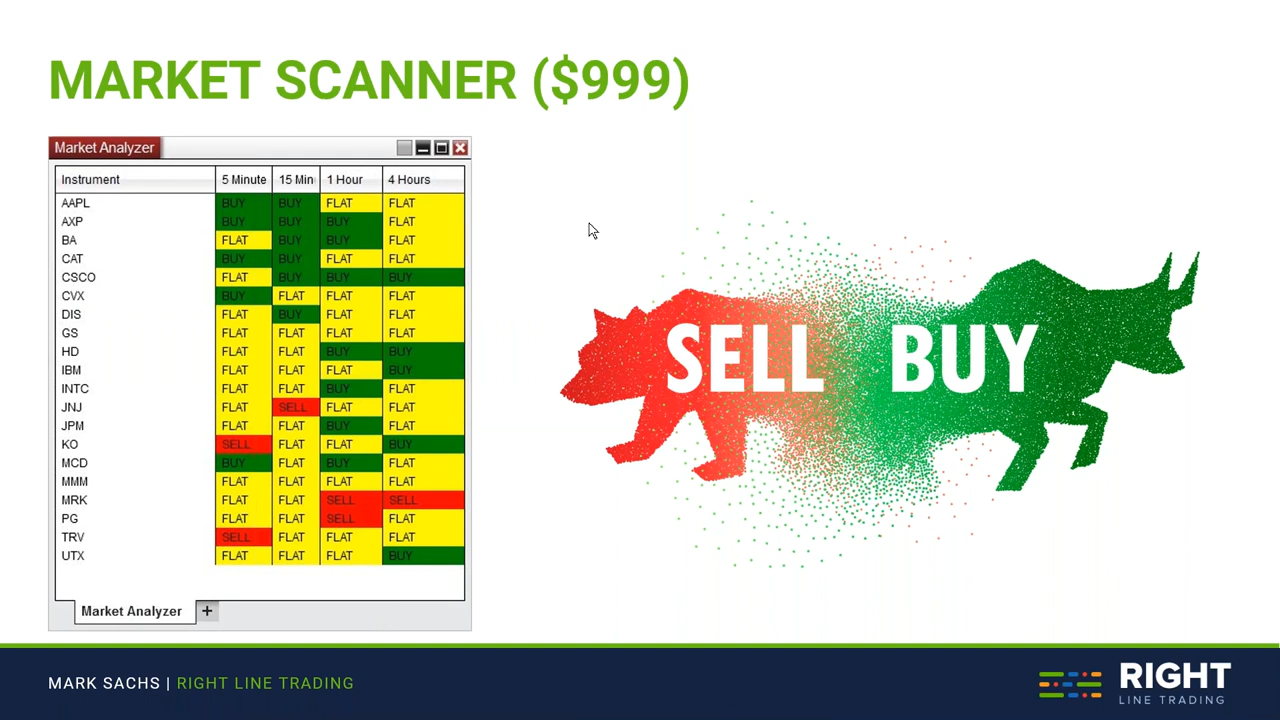 MARKET SCANNER ($999)
Market Analyzer
Instrument 5 Minute 15 Min 1 Hour 4 Hours
AAPL BUY BUY FLAT FLAT
AXP BUY BUY BUY FLAT
BA FLAT BUY BUY FLAT
CAT BUY BUY FLAT FLAT
CSCO FLAT BUY BUY BUY
CVX BUY FLAT FLAT FLAT
DIS FLAT BUY FLAT FLAT
GS FLAT FLAT FLAT FLAT
HD FLAT FLAT BUY BUY
IBM FLAT FLAT FLAT BUY
INTC FLAT FLAT BUY FLAT
JNJ FLAT SELL FLAT FLAT
JPM FLAT FLAT BUY FLAT
KO SELL FLAT FLAT BUY
MCD BUY FLAT BUY FLAT
MMM FLAT FLAT FLAT FLAT
MRK FLAT FLAT SELL SELL
PG FLAT FLAT SELL FLAT
TRV SELL FLAT FLAT FLAT
UTX FLAT FLAT FLAT BUY
Market Analyzer +
SELL BUY
MARK SACHS | RIGHT LINE TRADING
RIGHT
LINE TRADING